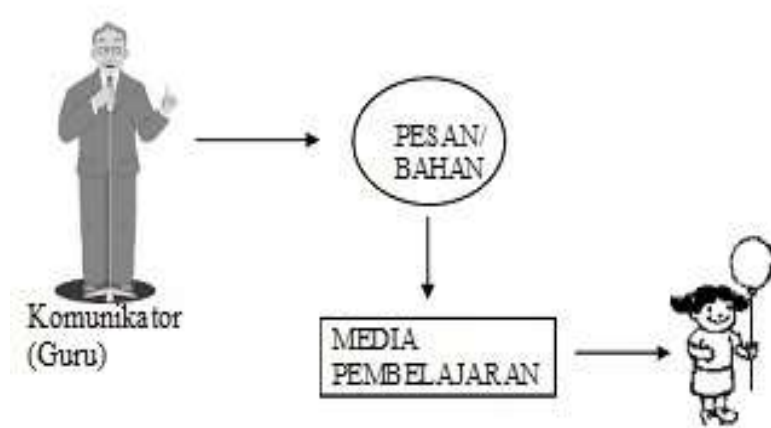 PESAN/
BAHAN
Komunikator
(Guru)
MEDIA
PEMBELAJARAN